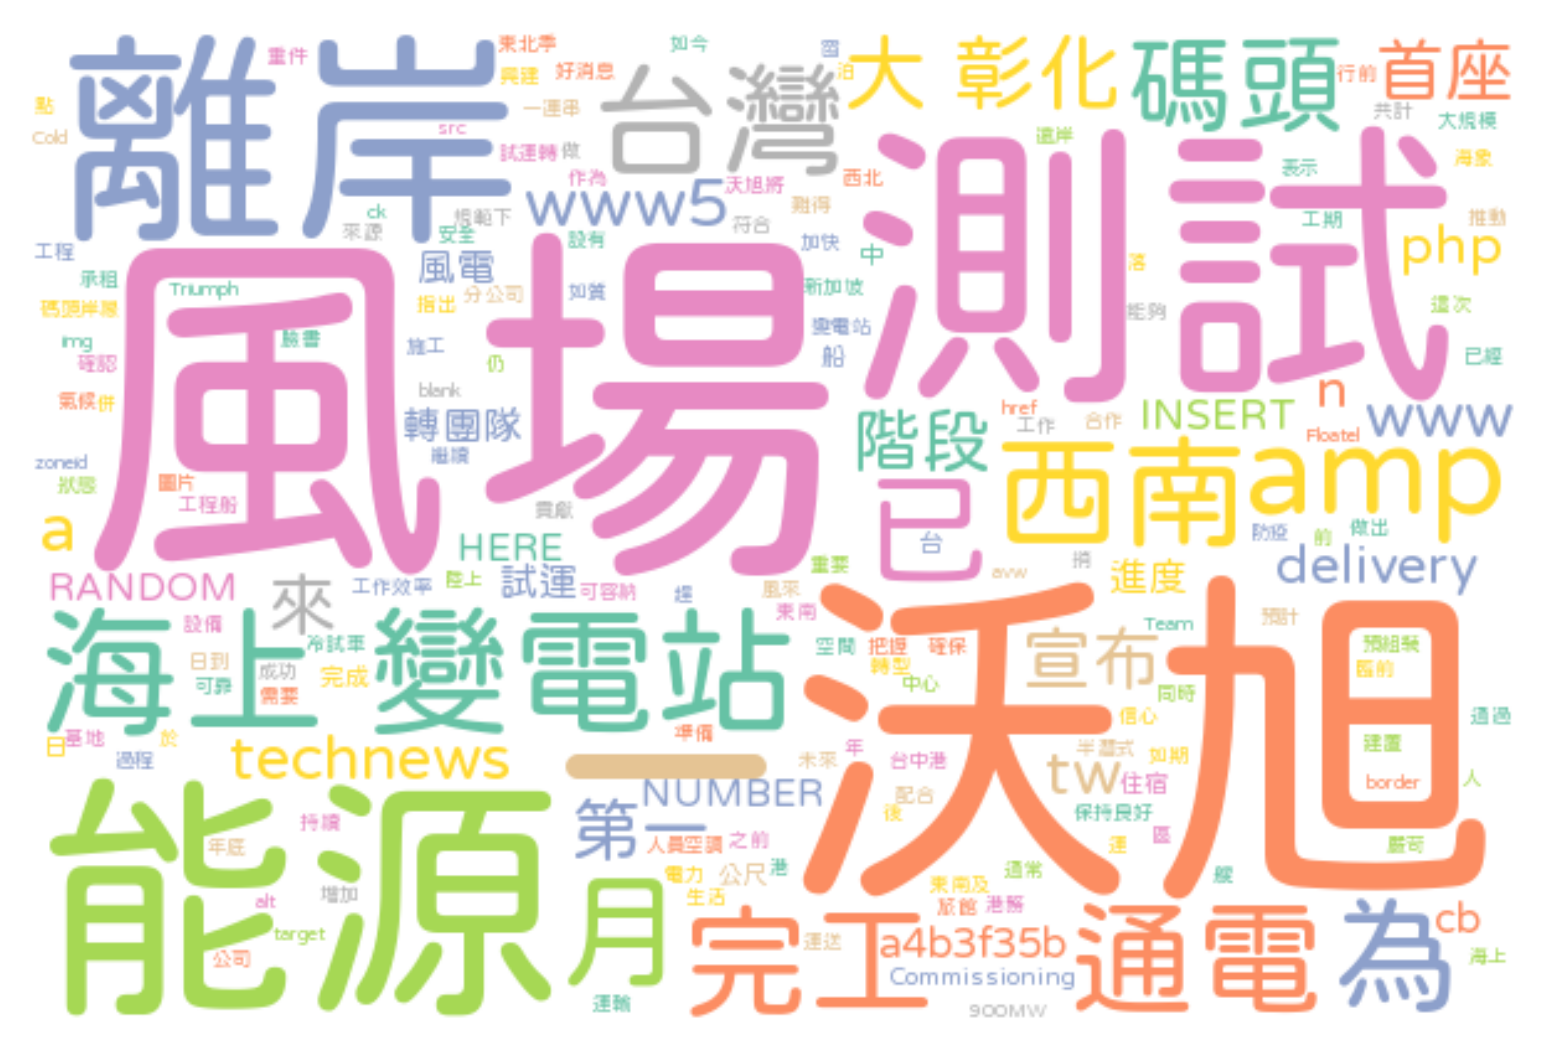 離岸
重件
東北季
興建
好消息
一連串
src
試運轉
做
如今
台灣
泊
大
彰化
碼頭
行前
首座
共計
大規模
點
Cold
作為
沃旭將
西北
遠岸
表示
海象
測試
ck
來源
規範下
安全
www5
難得
符合
工期
推動
工程
設有
加快
中
落
php
承租
風電
Triumph
指出
分公司
如質
新加坡
能夠
這次
碼頭岸線
img
臉書
變電站
確認
施工
仍
船
已經
風場
blank
氣候
併
轉團隊
階段
href
工作
合作
INSERT
n
www
Floatel
繼續
zoneid
狀態
圖片
工程船
西南
amp
貢獻
已
a
HERE
台
防疫
前
做出
RANDOM
來
工作效率
陸上
試運
可容納
風來
重要
avw
進度
delivery
東南
沃旭
設備
海上
冷試車
變電站
空間
把握
確保
宣布
Team
預計
預組裝
日到
可靠
成功
需要
完成
轉型
中心
同時
日
基地
於
過程
準備
信心
通過
technews
一
未來
年
台中港
半潛式
如期
建置
tw
住宿
border
人
NUMBER
配合
保持良好
能源
持續
第一
後
人員空調
之前
運
區
嚴苛
年底
電力
公尺
港
通常
艘
增加
生活
東南及
alt
月
旅館
港務
target
公司
完工
運送
a4b3f35b
通電
為
cb
Commissioning
海上
運輸
900MW